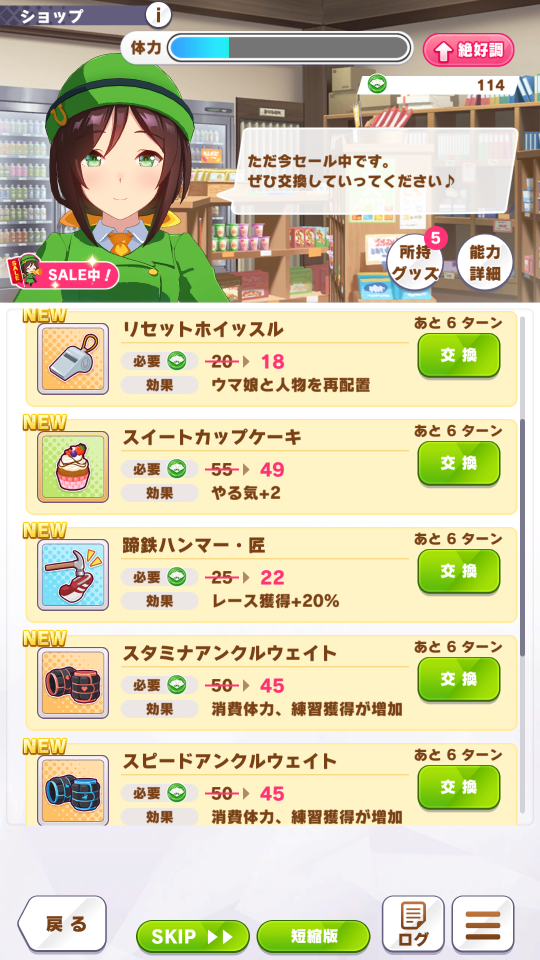 ショップ
i
体力
絶好調
114
ただ今セール中です。
ぜひ交換していってください♪
所持
グッズ
5
能力
詳細
SALE
SALE中！
NEW
リセットホイッスル
あと 6 ターン
必要 20 18
交換
効果 ウマ娘と人物を再配置
NEW
スイートカップケーキ
あと 6 ターン
必要 55 49
交換
効果 やる気+2
NEW
蹄鉄ハンマー・匠
あと 6 ターン
必要 25 22
交換
効果 レース獲得+20%
NEW
スタミナアンクルウェイト
あと 6 ターン
必要 50 45
交換
効果 消費体力、練習獲得が増加
NEW
スピードアンクルウェイト
あと 6 ターン
必要 50 45
交換
効果 消費体力、練習獲得が増加
戻る
SKIP
短縮版
ログ